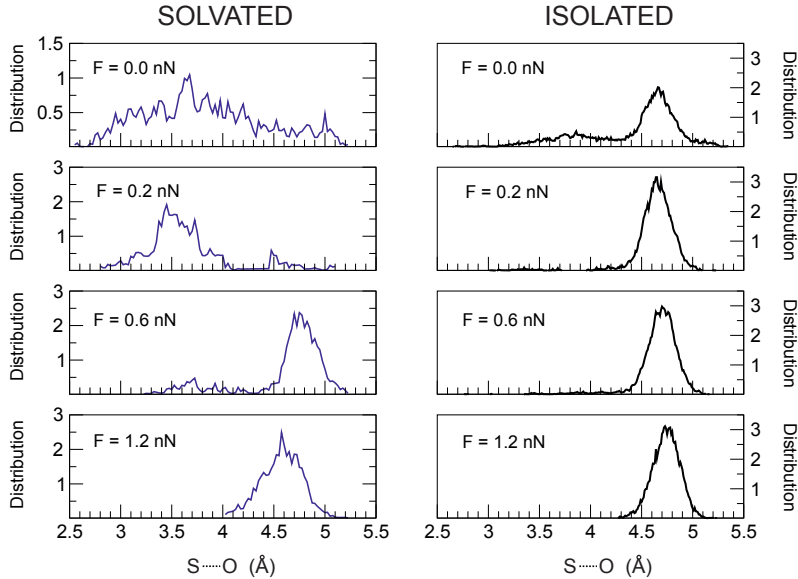 SOLVATED
ISOLATED
1.5
1
0.5
Distribution
F = 0.0 nN
F = 0.0 nN
3
2
1
Distribution
3
2
1
Distribution
F = 0.2 nN
F = 0.2 nN
3
2
1
Distribution
3
2
1
Distribution
F = 0.6 nN
F = 0.6 nN
3
2
1
Distribution
3
2
1
Distribution
F = 1.2 nN
F = 1.2 nN
3
2
1
Distribution
2.5 3 3.5 4 4.5 5 5.5
2.5 3 3.5 4 4.5 5 5.5
S·····O (Å)
S·····O (Å)